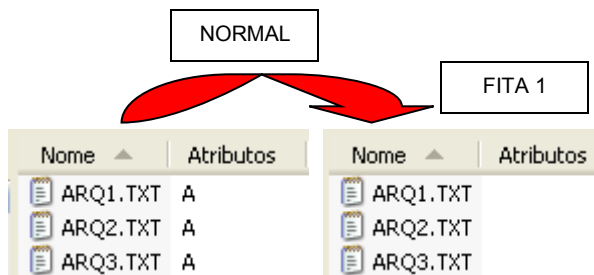 NORMAL
FITA 1
Nome Atributos Nome Atributos
ARQ1.TXT A ARQ1.TXT
ARQ2.TXT A ARQ2.TXT
ARQ3.TXT A ARQ3.TXT